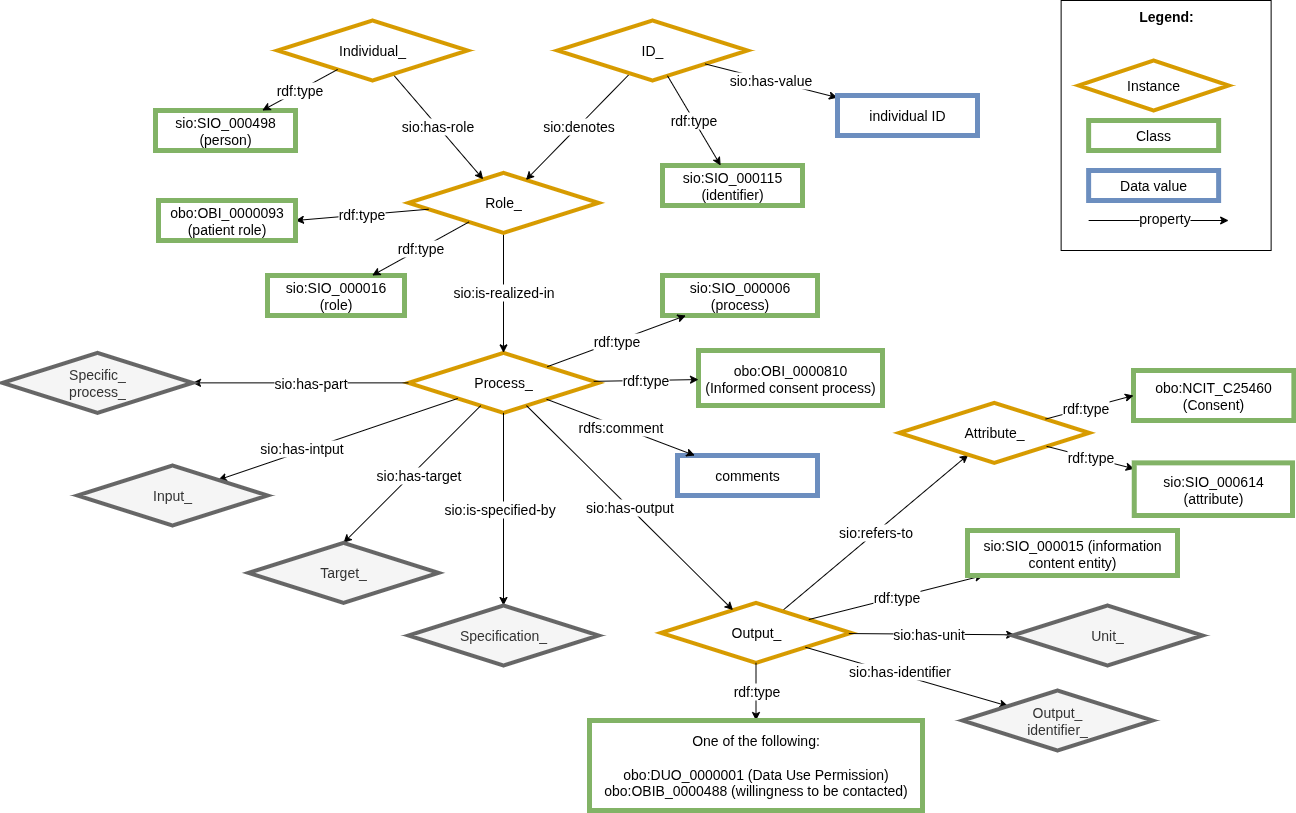 Legend:
Individual_
ID_
sio:has-value
Instance
rdf:type
individual ID
sio:SIO_000498
(person)
sio:has-role
sio:denotes
rdf:type
Class
sio:SIO_000115
(identifier)
Data value
Role_
obo:OBI_0000093
(patient role)
rdf:type
property
rdf:type
sio:SIO_000016
(role)
sio:is-realized-in
sio:SIO_000006
(process)
rdf:type
Specific_
process_
sio:has-part
Process_
rdf:type
obo:OBI_0000810
(Informed consent process)
obo:NCIT_C25460
(Consent)
rdf:type
rdfs:comment
Attribute_
sio:has-intput
rdf:type
sio:has-target
comments
sio:SIO_000614
(attribute)
Input_
sio:is-specified-by
sio:has-output
sio:refers-to
sio:SIO_000015 (information
content entity)
Target_
rdf:type
Specification_
Output_
sio:has-unit
Unit_
sio:has-identifier
rdf:type
Output_
identifier_
One of the following:
obo:DUO_0000001 (Data Use Permission)
obo:OBIB_0000488 (willingness to be contacted)